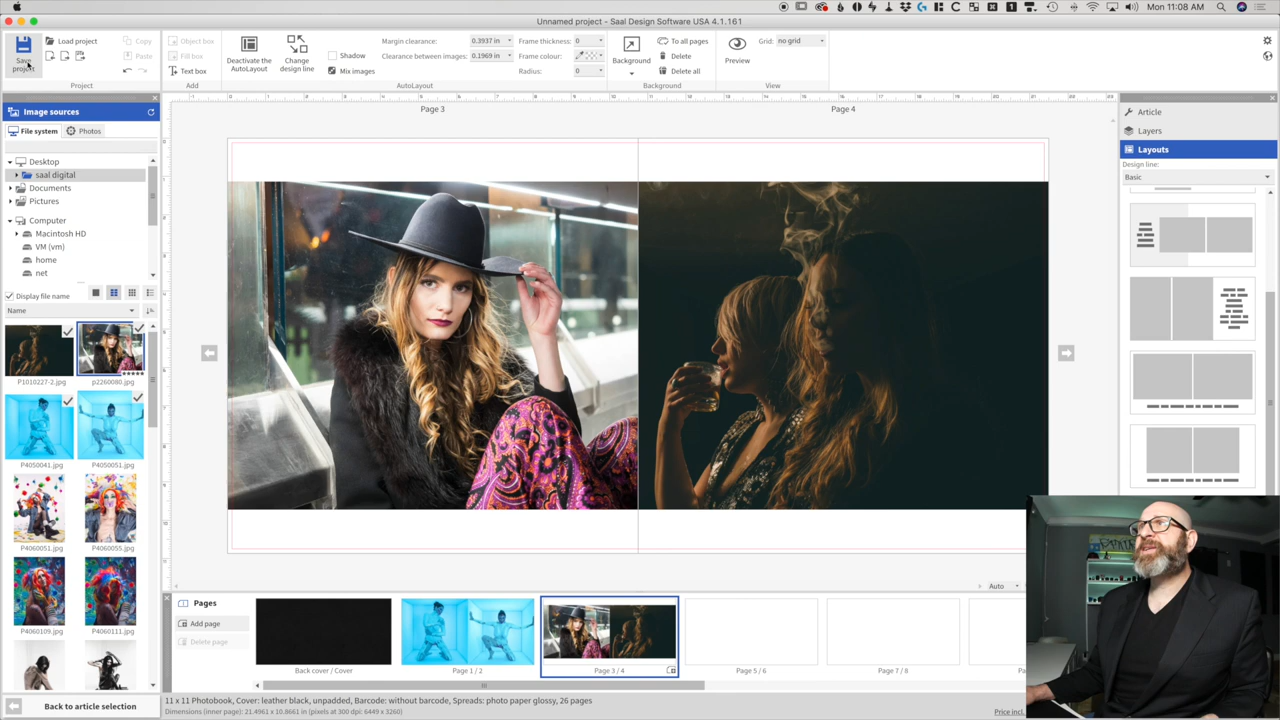 Mon 11:08 AM
Unnamed project - Saal Design Software USA 4.1.161
Save project
Load project
Copy
Paste
Project
Object box
Fill box
Text box
Add
Deactivate the AutoLayout
Change design line
Shadow
Mix images
Margin clearance: 0.3937 in
Clearance between images: 0.1969 in
Frame thickness: 0
Frame colour:
Radius: 0
AutoLayout
Background
To all pages
Delete
Delete all
Background
Preview
Grid: no grid
View
Image sources
File system
Photos
Desktop
saal digital
Documents
Pictures
Computer
Macintosh HD
VM (vm)
home
net
Display file name
Name
P1010227-2.jpg
p2260080.jpg
P4050041.jpg
P4050051.jpg
P4060051.jpg
P4060055.jpg
P4060109.jpg
P4060111.jpg
Back to article selection
Page 3
Page 4
Auto
Article
Layers
Layouts
Design line:
Basic
Pages
Add page
Delete page
Back cover / Cover
Page 1 / 2
Page 3 / 4
Page 5 / 6
Page 7 / 8
11 x 11 Photobook, Cover: leather black, unpadded, Barcode: without barcode, Spreads: photo paper glossy, 26 pages
Dimensions (inner page): 21.4961 x 10.8661 in (pixels at 300 dpi: 6449 x 3260)
Price incl.